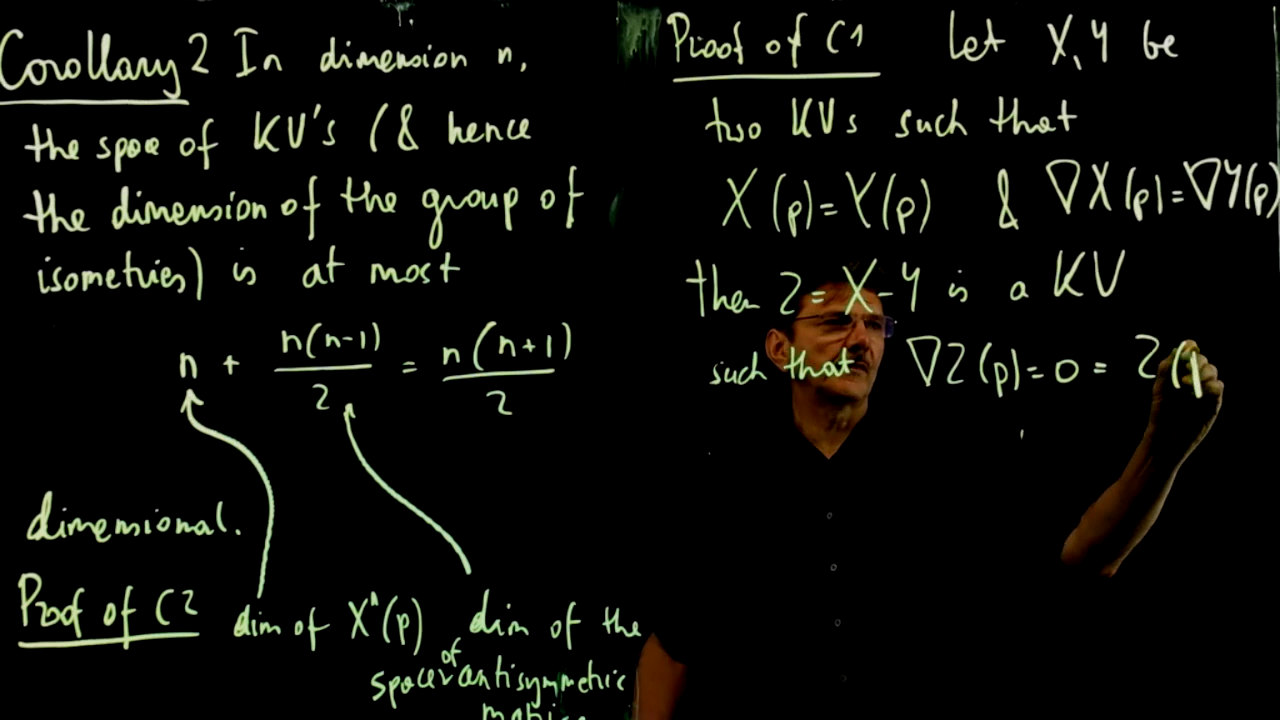 Corollary 2 In dimension n,
the space of KV's (& hence
the dimension of the group of
isometries) is at most
n + n(n-1)/2 = n(n+1)/2
dimensional.
Proof of C2 dim of X^A(p) dim of the
space of antisymmetric
Proof of C1 Let X, Y be
two KVs such that
X(p) = Y(p) & ∇X(p) = ∇Y(p)
then Z = X - Y is a KV
such that ∇Z(p) = 0 = Z(